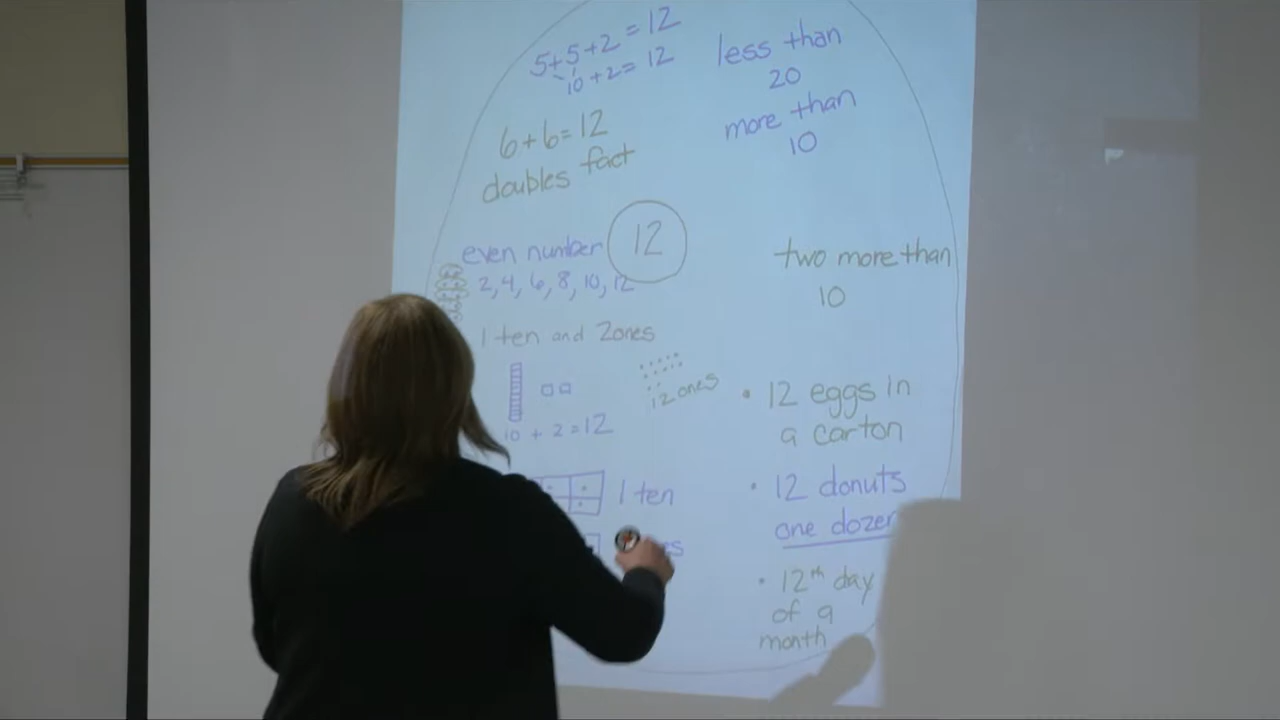 5+5+2=12
10+2=12
6+6=12
doubles fact
less than
20
more than
10
even number
12
2,4,6,8,10,12
two more than
10
1 ten and 2ones
12 ones
10 + 2 = 12
1 ten
• 12 eggs in
a carton
• 12 donuts
one dozen
• 12th day
of a
month